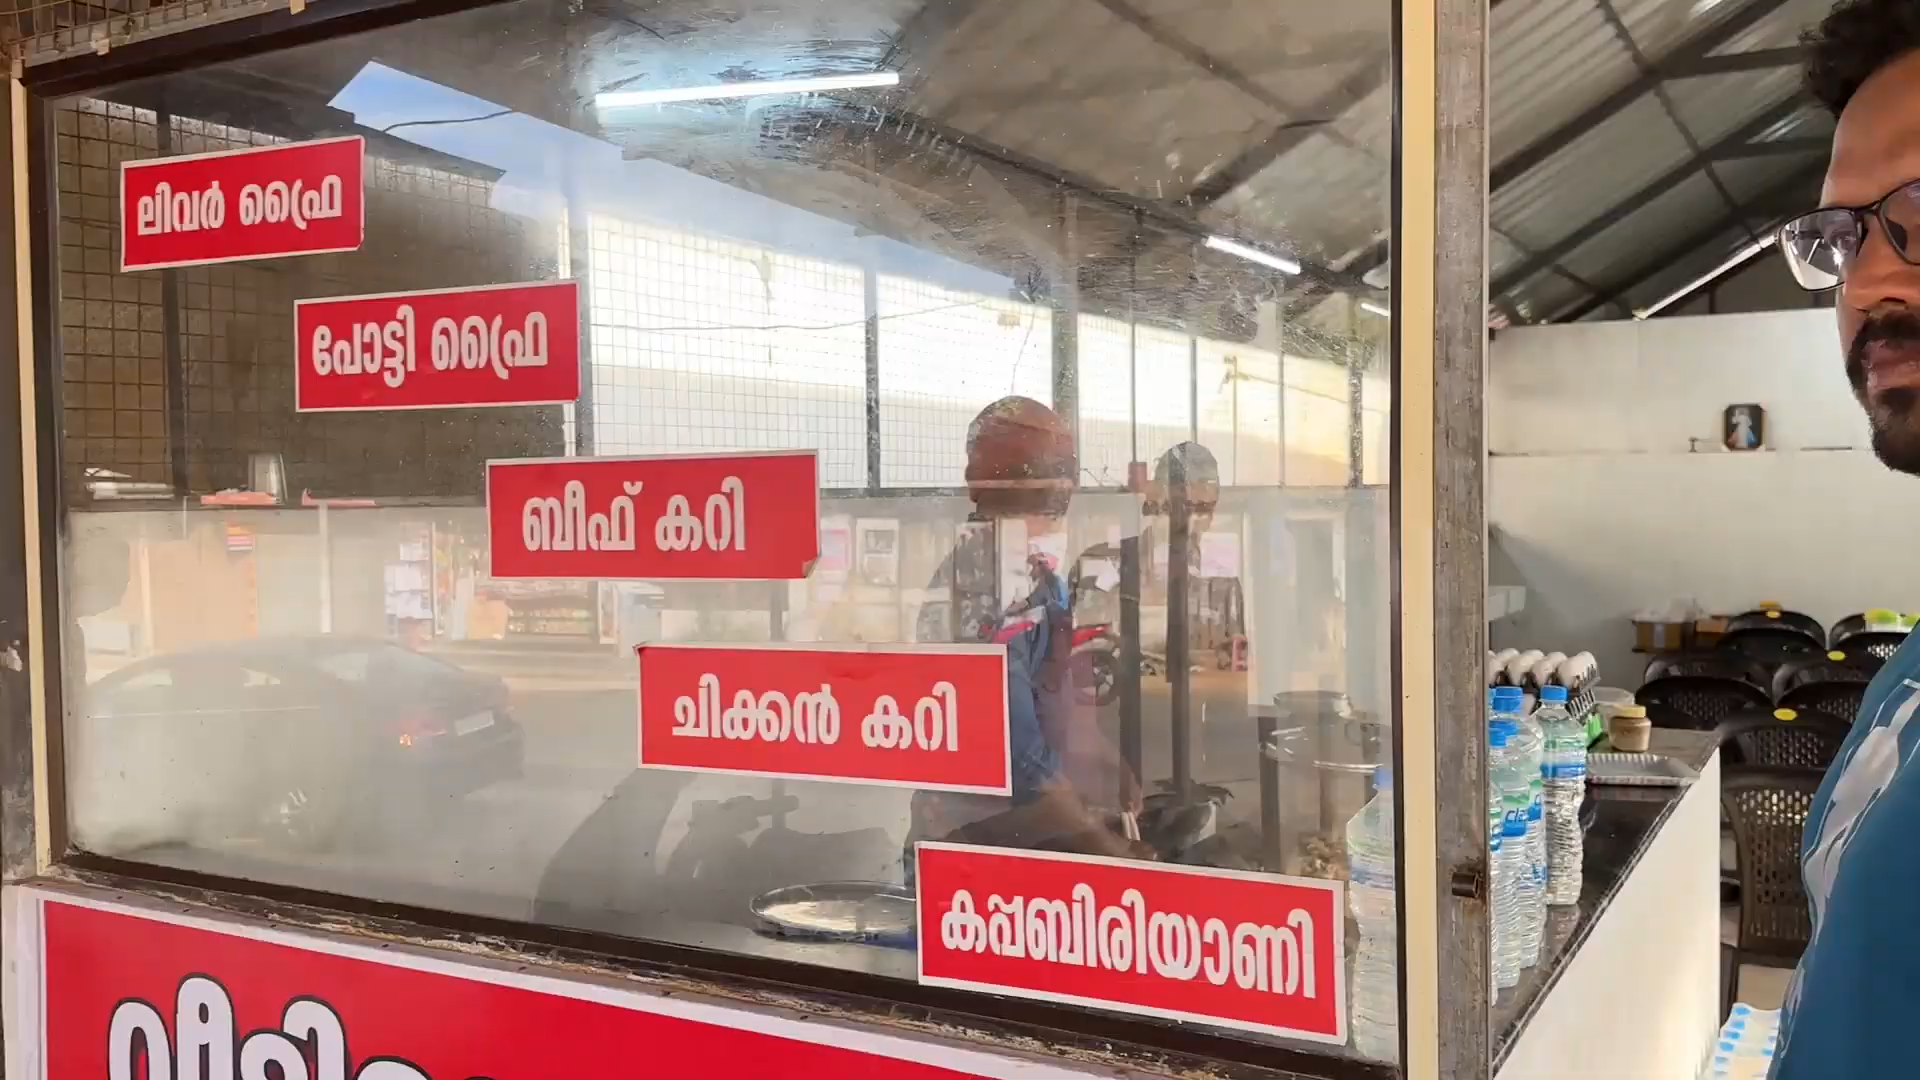 ലിവർ ഫ്രൈ
പോട്ടി ഫ്രൈ
ബീഫ് കറി
ചിക്കൻ കറി
കപ്പബിരിയാണി